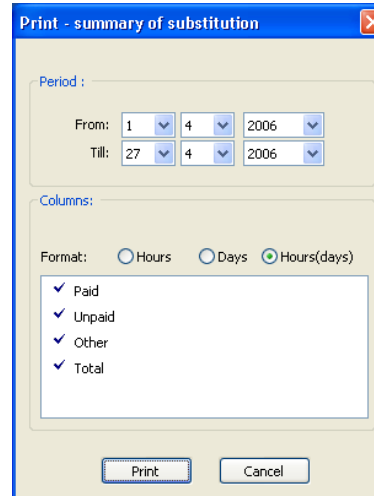 Print - summary of substitution
Period :
From: 1 4 2006
Till: 27 4 2006
Columns:
Format: Hours Days Hours(days)
Paid
Unpaid
Other
Total
Print Cancel